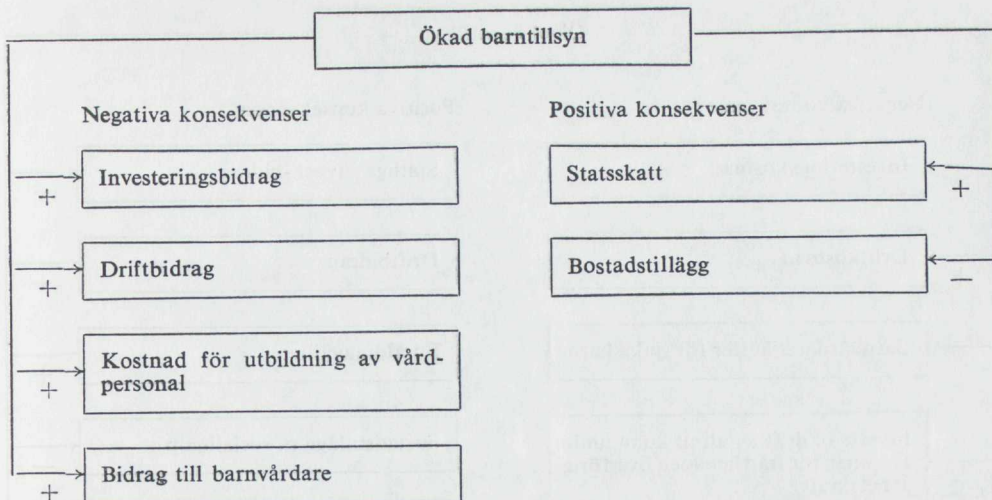 Ökad barntillsyn
Negativa konsekvenser
Investeringsbidrag
+
Driftbidrag
+
Kostnad för utbildning av vård-
personal
+
Bidrag till barnvårdare
+
Positiva konsekvenser
Statsskatt
+
Bostadstillägg
—